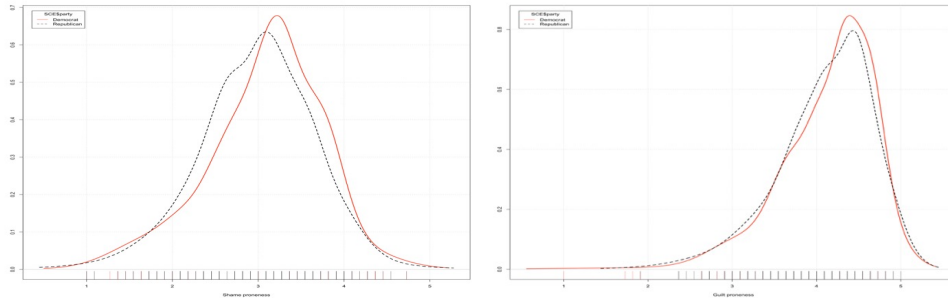 SCIE$party
Democrat
Republican
0.7
0.6
0.5
0.4
0.3
0.2
0.1
0.0
1 2 3 4 5
Shame proneness
SCIE$party
Democrat
Republican
0.8
0.6
0.4
0.2
0.0
1 2 3 4 5
Guilt proneness